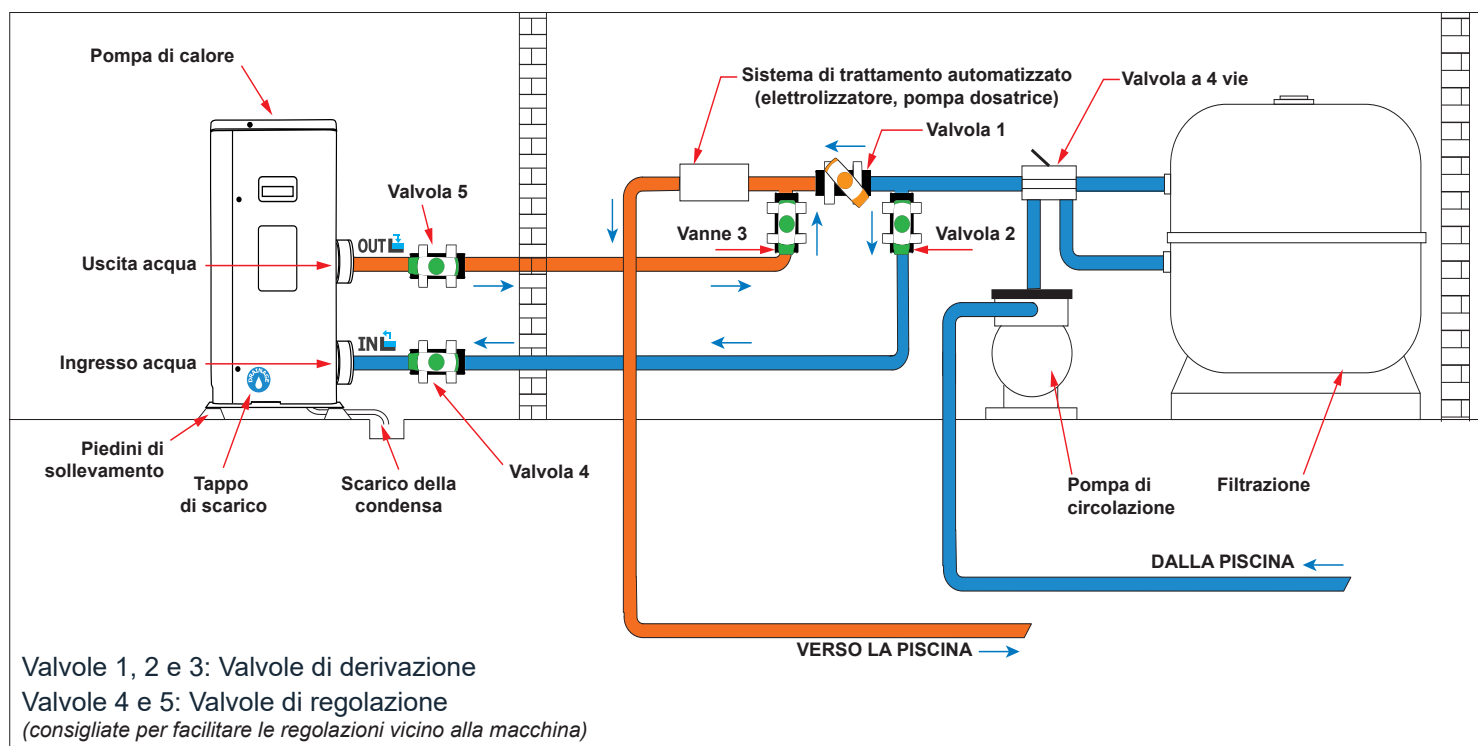 Pompa di calore
Sistema di trattamento automatizzato
(elettrolizzatore, pompa dosatrice)
Valvola a 4 vie
Valvola 1
Valvola 5
Vanne 3
Valvola 2
OUT
Uscita acqua
IN
Ingresso acqua
DRAINAGE
Piedini di
sollevamento
Tappo
di scarico
Scarico della
condensa
Valvola 4
Pompa di
circolazione
Filtrazione
DALLA PISCINA
VERSO LA PISCINA
Valvole 1, 2 e 3: Valvole di derivazione
Valvole 4 e 5: Valvole di regolazione
(consigliate per facilitare le regolazioni vicino alla macchina)